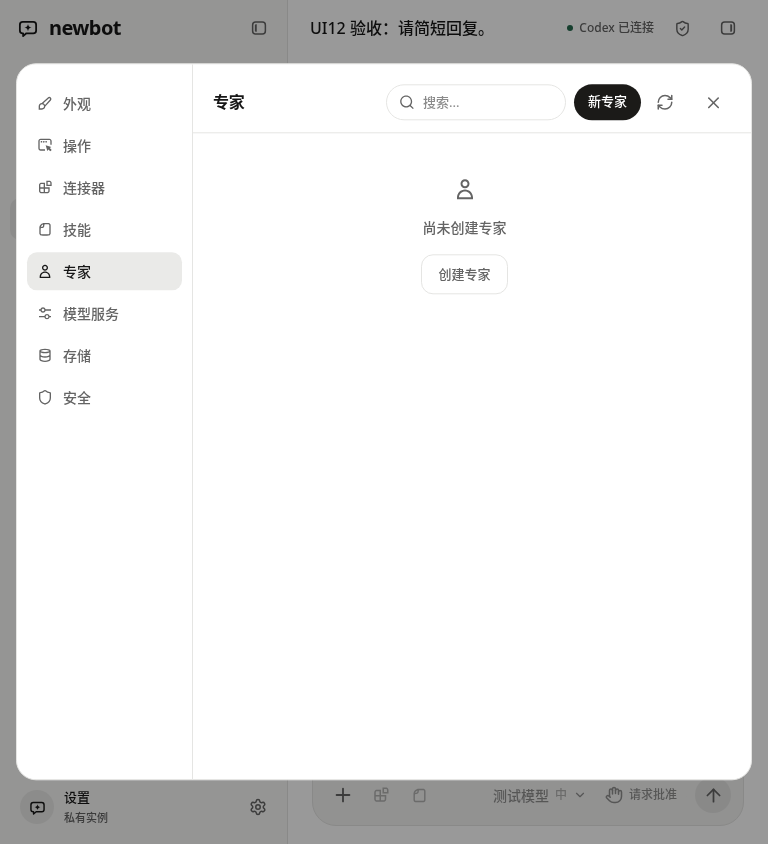 newbot
UI12 验收：请简短回复。
Codex 已连接
外观
操作
连接器
技能
专家
模型服务
存储
安全
专家
搜索...
新专家
尚未创建专家
创建专家
设置
私有实例
测试模型 中
请求批准